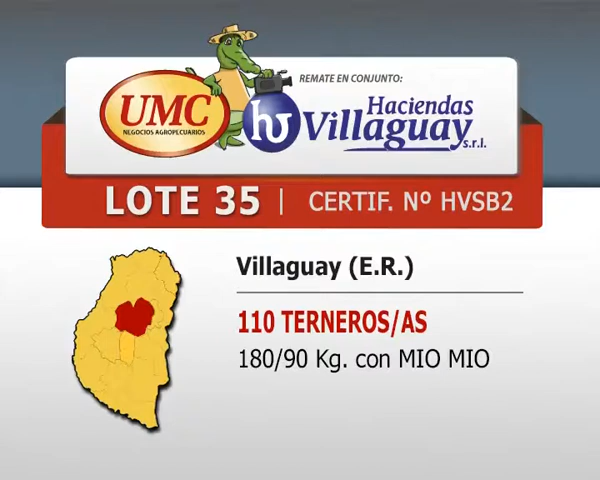 UMC
NEGOCIOS AGROPECUARIOS
REMATE EN CONJUNTO:
hv
Haciendas
Villaguay
s.r.l.
LOTE 35 | CERTIF. Nº HVSB2
Villaguay (E.R.)
110 TERNEROS/AS
180/90 Kg. con MIO MIO